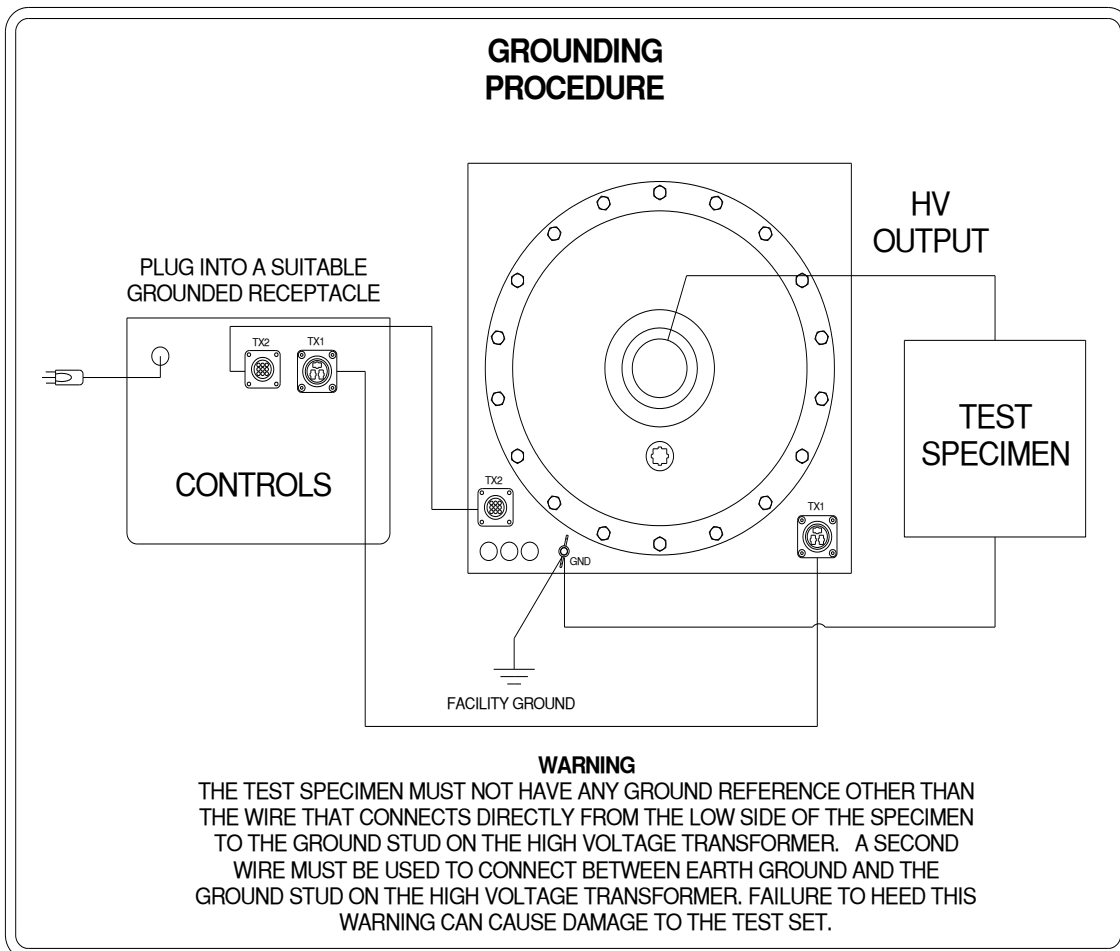 GROUNDING
PROCEDURE
HV
OUTPUT
PLUG INTO A SUITABLE
GROUNDED RECEPTACLE
TX2
TX1
CONTROLS
TEST
SPECIMEN
TX2
TX1
GND
FACILITY GROUND
WARNING
THE TEST SPECIMEN MUST NOT HAVE ANY GROUND REFERENCE OTHER THAN
THE WIRE THAT CONNECTS DIRECTLY FROM THE LOW SIDE OF THE SPECIMEN
TO THE GROUND STUD ON THE HIGH VOLTAGE TRANSFORMER. A SECOND
WIRE MUST BE USED TO CONNECT BETWEEN EARTH GROUND AND THE
GROUND STUD ON THE HIGH VOLTAGE TRANSFORMER. FAILURE TO HEED THIS
WARNING CAN CAUSE DAMAGE TO THE TEST SET.